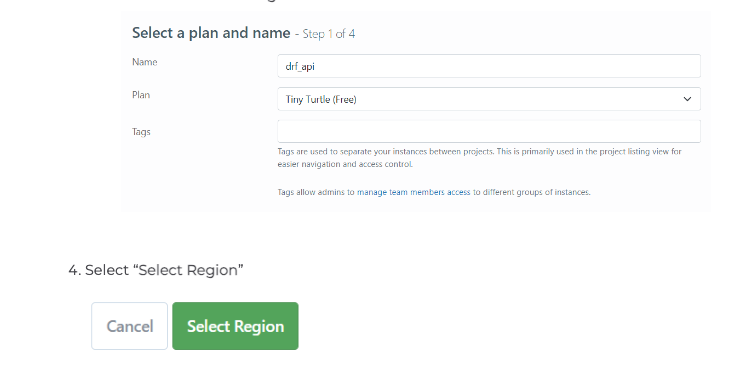 Select a plan and name - Step 1 of 4
Name
drf_api
Plan
Tiny Turtle (Free)
Tags
Tags are used to separate your instances between projects. This is primarily used in the project listing view for
easier navigation and access control.
Tags allow admins to manage team members access to different groups of instances.
4. Select “Select Region”
Cancel
Select Region